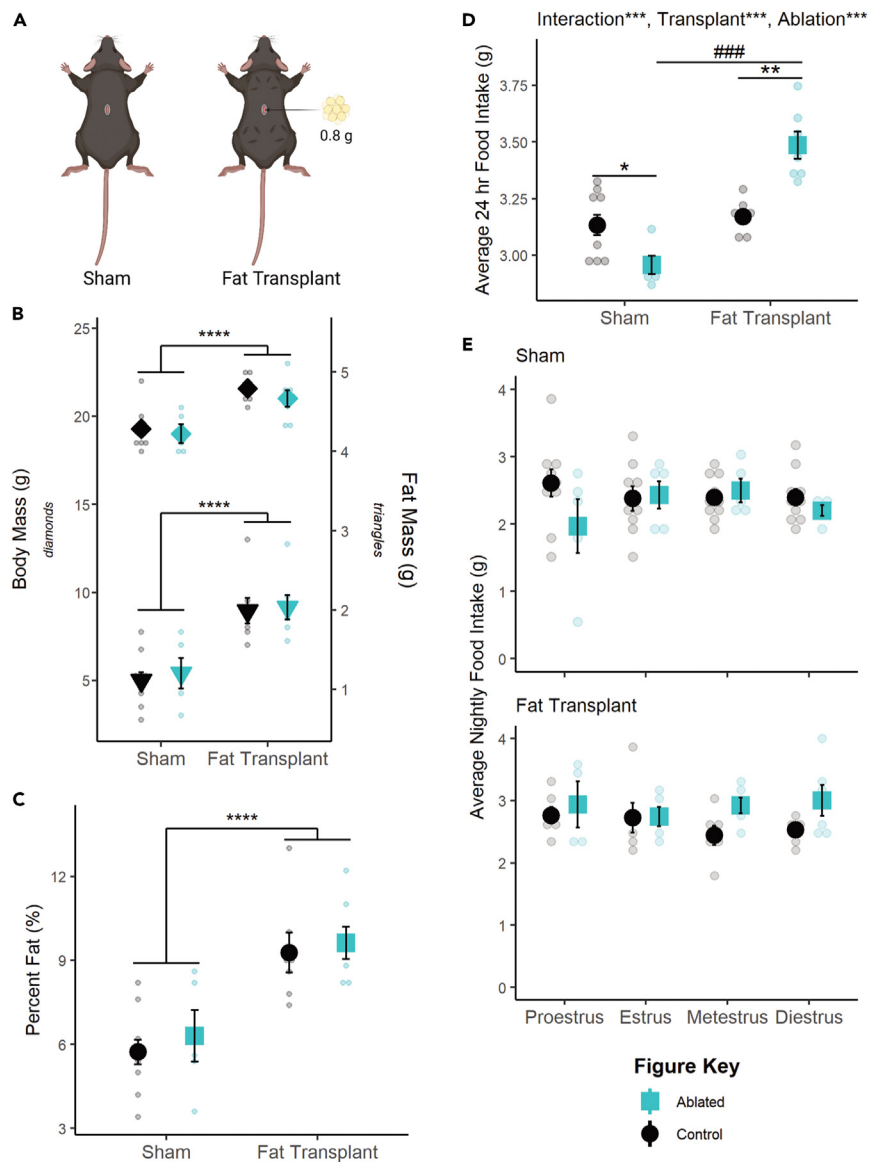 A
0.8 g
Sham
Fat Transplant
B
25
20
15
10
5
Body Mass (g)
diamonds
****
****
5
4
3
2
1
Fat Mass (g)
triangles
Sham
Fat Transplant
C
Percent Fat (%)
12
9
6
3
****
Sham
Fat Transplant
D
Interaction***, Transplant***, Ablation***
Average 24 hr Food Intake (g)
3.75
3.50
3.25
3.00
###
**
*
Sham
Fat Transplant
E
Average Nightly Food Intake (g)
Sham
4
3
2
1
0
Fat Transplant
4
3
2
1
0
Proestrus
Estrus
Metestrus
Diestrus
Figure Key
Ablated
Control